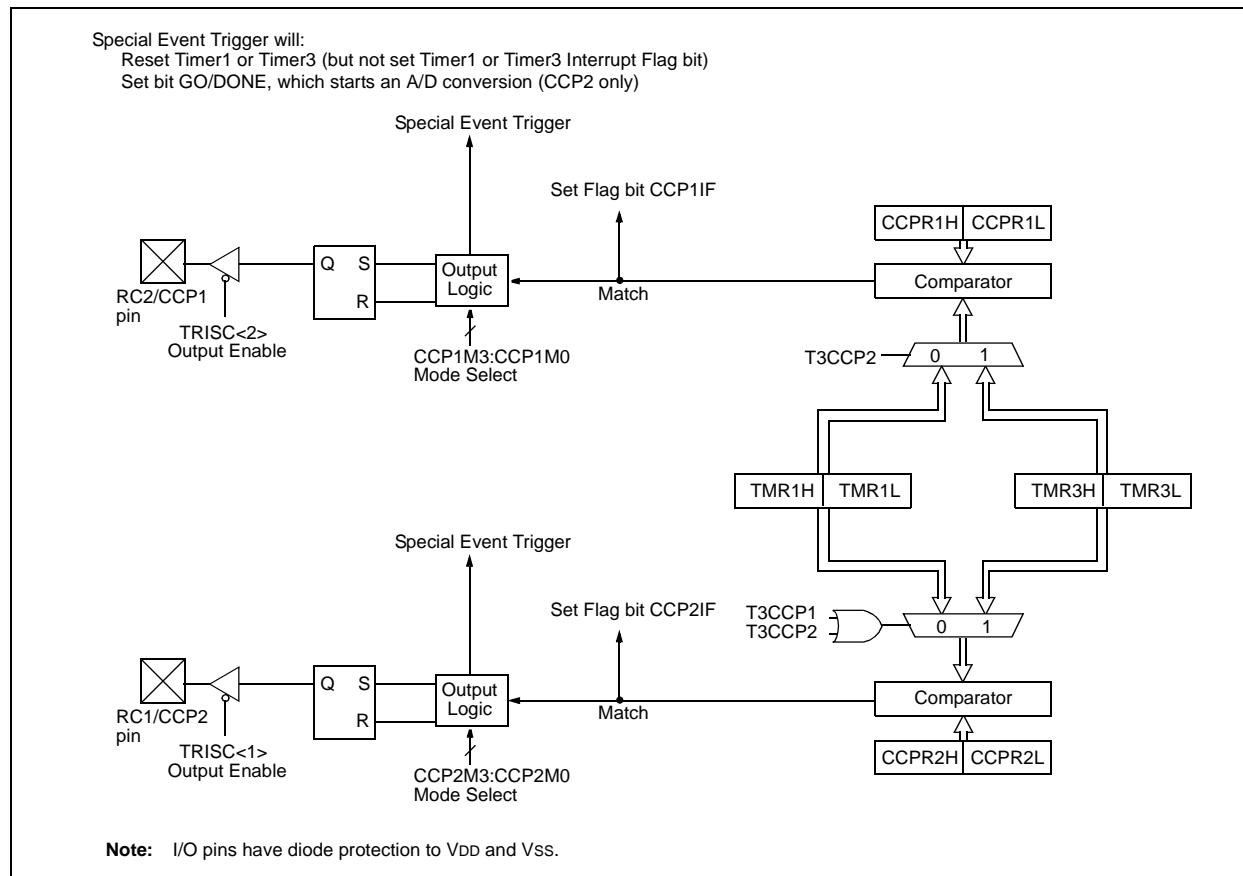 Special Event Trigger will:
Reset Timer1 or Timer3 (but not set Timer1 or Timer3 Interrupt Flag bit)
Set bit GO/DONE, which starts an A/D conversion (CCP2 only)
Special Event Trigger
Set Flag bit CCP1IF
CCPR1H CCPR1L
Q S
R
Output
Logic
Comparator
Match
RC2/CCP1
pin
TRISC<2>
Output Enable
CCP1M3:CCP1M0
Mode Select
T3CCP2
0 1
TMR1H TMR1L
TMR3H TMR3L
Special Event Trigger
Set Flag bit CCP2IF
T3CCP1
T3CCP2
0 1
Q S
R
Output
Logic
Comparator
Match
RC1/CCP2
pin
TRISC<1>
Output Enable
CCP2M3:CCP2M0
Mode Select
CCPR2H CCPR2L
Note: I/O pins have diode protection to VDD and VSS.